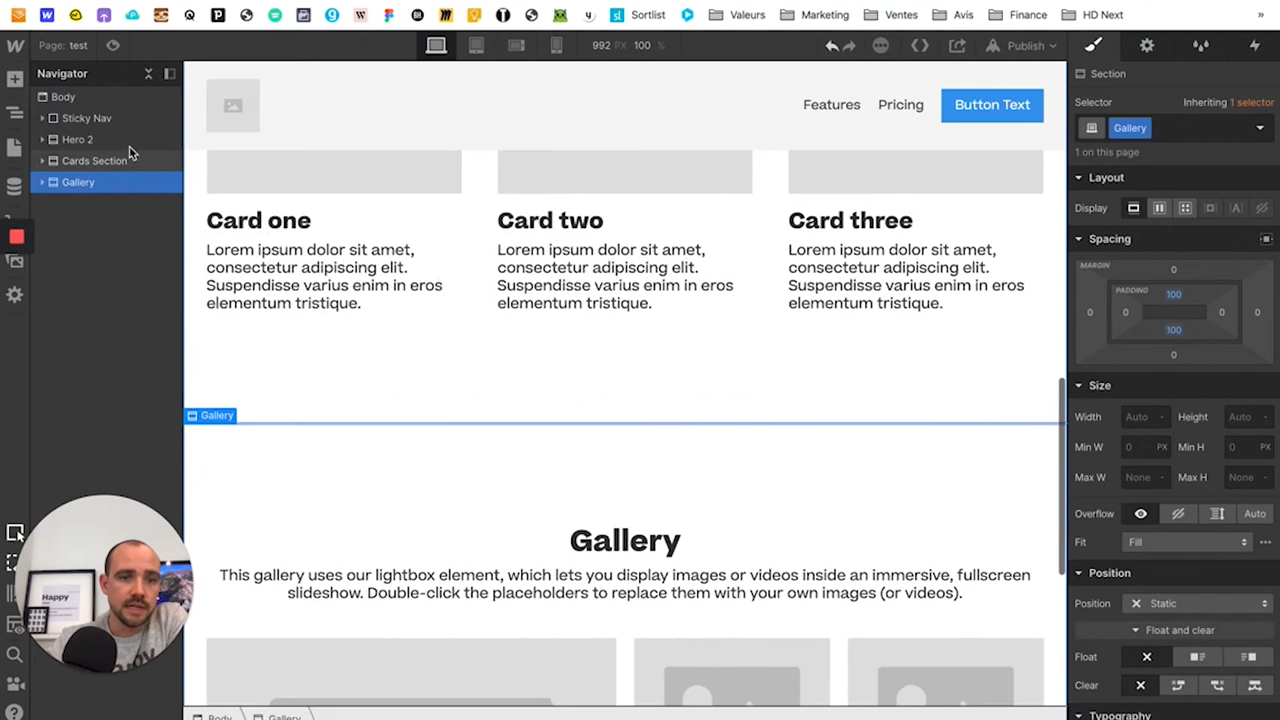 Sortlist
Valeurs
Marketing
Ventes
Avis
Finance
HD Next
»
Page: test
992 PX 100 %
Publish
Navigator
Body
Sticky Nav
Hero 2
Cards Section
Gallery
Features
Pricing
Button Text
Card one
Lorem ipsum dolor sit amet,
consectetur adipiscing elit.
Suspendisse varius enim in eros
elementum tristique.
Card two
Lorem ipsum dolor sit amet,
consectetur adipiscing elit.
Suspendisse varius enim in eros
elementum tristique.
Card three
Lorem ipsum dolor sit amet,
consectetur adipiscing elit.
Suspendisse varius enim in eros
elementum tristique.
Gallery
Gallery
This gallery uses our lightbox element, which lets you display images or videos inside an immersive, fullscreen
slideshow. Double-click the placeholders to replace them with your own images (or videos).
Body
Gallery
Section
Selector
Inheriting 1 selector
Gallery
1 on this page
Layout
Display
Spacing
MARGIN
0
PADDING
100
0 0 0 0
100
0
Size
Width Auto - Height Auto -
Min W 0 PX Min H 0 PX
Max W None - Max H None -
Overflow
Auto
Fit
Fill
Position
Position
Static
Float and clear
Float
Clear
Typography
Happy